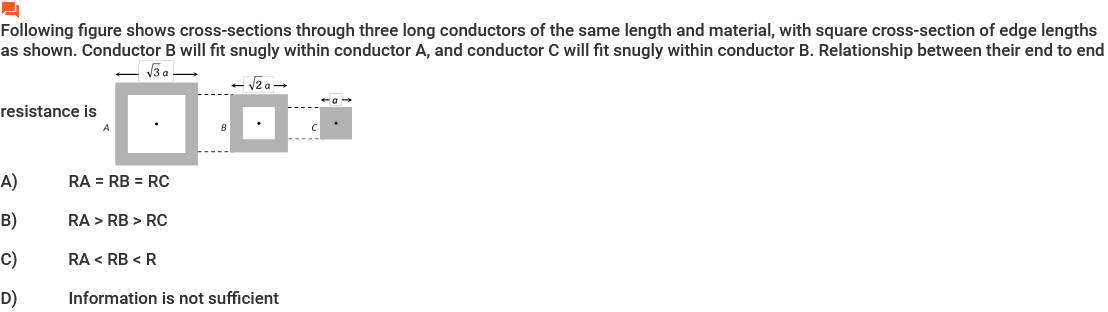 Following figure shows cross-sections through three long conductors of the same length and material, with square cross-section of edge lengths
as shown. Conductor B will fit snugly within conductor A, and conductor C will fit snugly within conductor B. Relationship between their end to end
√3 a
√2 a
a
resistance is
A
B
C
A) RA = RB = RC
B) RA > RB > RC
C) RA < RB < R
D) Information is not sufficient